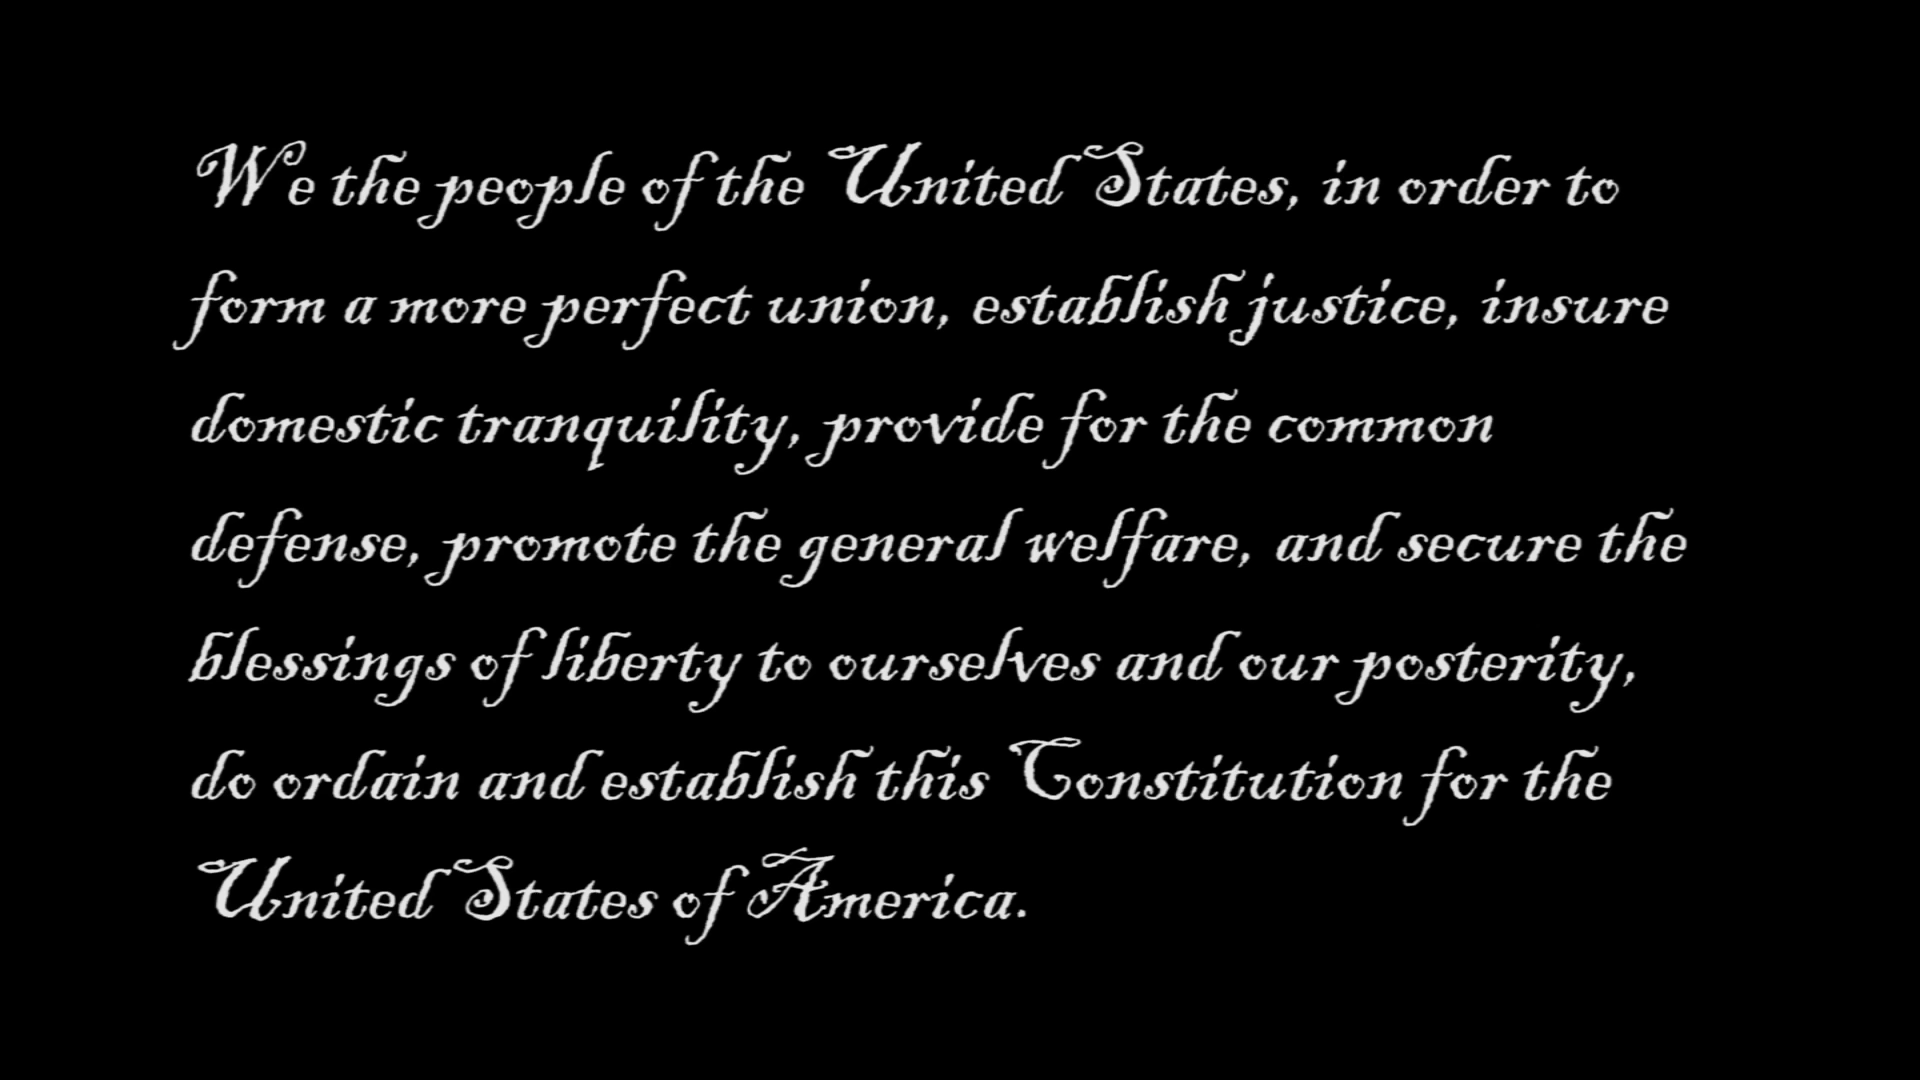 We the people of the United States, in order to
form a more perfect union, establish justice, insure
domestic tranquility, provide for the common
defense, promote the general welfare, and secure the
blessings of liberty to ourselves and our posterity,
do ordain and establish this Constitution for the
United States of America.